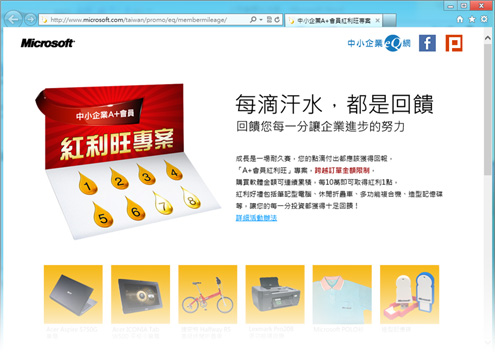 http://www.microsoft.com/taiwan/promo/eq/membermileage/
中小企業A+會員紅利旺專案
Microsoft
中小企業eQ網
中小企業A+會員
紅利旺專案
1
2
3
4
5
6
7
8
每滴汗水，都是回饋
回饋您每一分讓企業進步的努力
成長是一場耐久賽，您的點滴付出都應該獲得回報。
「A+會員紅利旺」專案，跨越訂單金額限制，
購買軟體金額可連續累積，每10萬即可取得紅利1點。
紅利好禮包括筆記型電腦、休閒折疊車、多功能複合機、造型記憶碟
等，讓您的每一分投資都獲得十足回饋！
詳細活動辦法